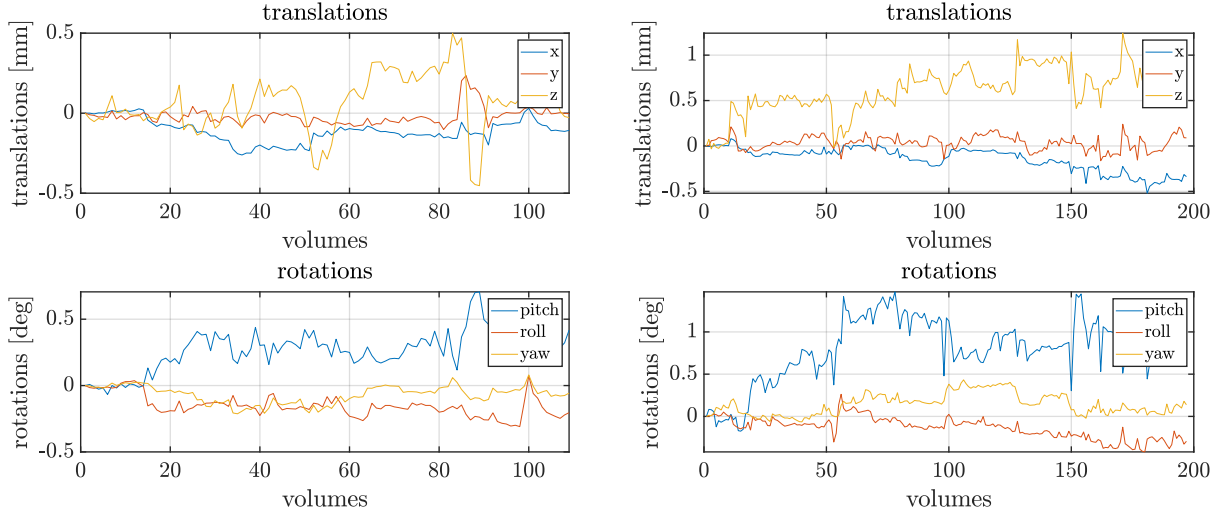 translations
translations [mm]
0.5
0
-0.5
0
20
40
60
80
100
volumes
x
y
z
translations
translations [mm]
1
0.5
0
-0.5
0
50
100
150
200
volumes
x
y
z
rotations
rotations [deg]
0.5
0
-0.5
0
20
40
60
80
100
volumes
pitch
roll
yaw
rotations
rotations [deg]
1
0.5
0
0
50
100
150
200
volumes
pitch
roll
yaw